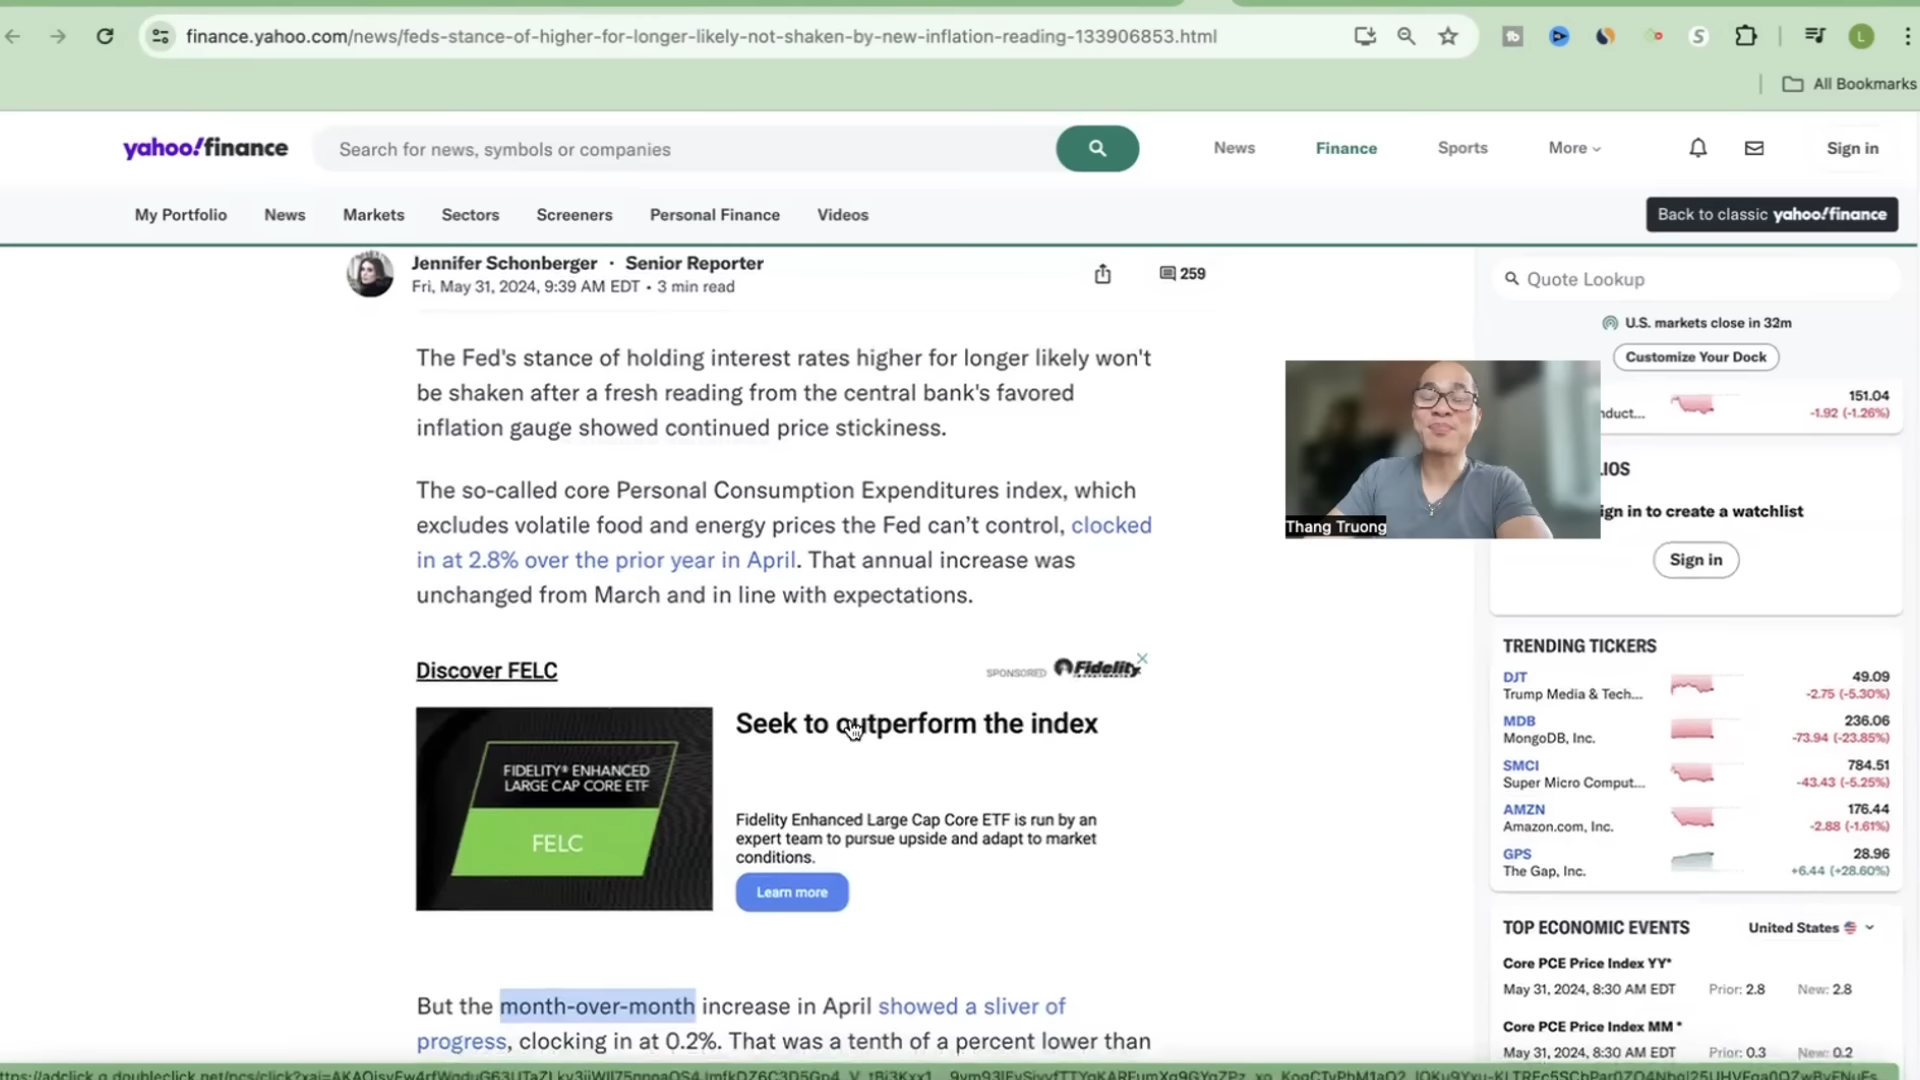 finance.yahoo.com/news/feds-stance-of-higher-for-longer-likely-not-shaken-by-new-inflation-reading-133906853.html
All Bookmarks
yahoo!finance
Search for news, symbols or companies
News
Finance
Sports
More
Sign in
My Portfolio
News
Markets
Sectors
Screeners
Personal Finance
Videos
Back to classic yahoo!finance
Jennifer Schonberger · Senior Reporter
Fri, May 31, 2024, 9:39 AM EDT • 3 min read
259
The Fed's stance of holding interest rates higher for longer likely won't
be shaken after a fresh reading from the central bank's favored
inflation gauge showed continued price stickiness.
The so-called core Personal Consumption Expenditures index, which
excludes volatile food and energy prices the Fed can’t control, clocked
in at 2.8% over the prior year in April. That annual increase was
unchanged from March and in line with expectations.
Discover FELC
SPONSORED
Fidelity
FIDELITY® ENHANCED
LARGE CAP CORE ETF
FELC
Seek to outperform the index
Fidelity Enhanced Large Cap Core ETF is run by an
expert team to pursue upside and adapt to market
conditions.
Learn more
But the month-over-month increase in April showed a sliver of
progress, clocking in at 0.2%. That was a tenth of a percent lower than
Thang Truong
Quote Lookup
U.S. markets close in 32m
Customize Your Dock
151.04
nduct...
-1.92 (-1.26%)
LIOS
ign in to create a watchlist
Sign in
TRENDING TICKERS
DJT 49.09
Trump Media & Tech... -2.75 (-5.30%)
MDB 236.06
MongoDB, Inc. -73.94 (-23.85%)
SMCI 784.51
Super Micro Comput... -43.43 (-5.25%)
AMZN 176.44
Amazon.com, Inc. -2.88 (-1.61%)
GPS 28.96
The Gap, Inc. +6.44 (+28.60%)
TOP ECONOMIC EVENTS United States
Core PCE Price Index YY*
May 31, 2024, 8:30 AM EDT Prior: 2.8 New: 2.8
Core PCE Price Index MM *
May 31, 2024, 8:30 AM EDT Prior: 0.3 New: 0.2